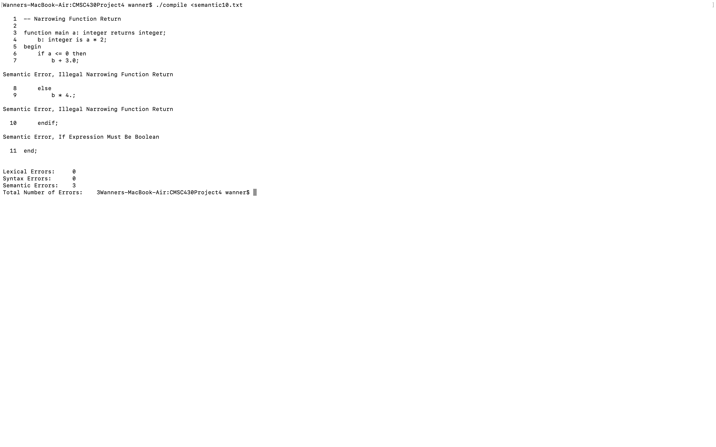 Wanners-MacBook-Air:CMSC430Project4 wanner$ ./compile <semantic10.txt
1 -- Narrowing Function Return
2
3 function main a: integer returns integer;
4 b: integer is a * 2;
5 begin
6 if a <= 0 then
7 b + 3.0;
Semantic Error, Illegal Narrowing Function Return
8 else
9 b * 4.;
Semantic Error, Illegal Narrowing Function Return
10 endif;
Semantic Error, If Expression Must Be Boolean
11 end;
Lexical Errors: 0
Syntax Errors: 0
Semantic Errors: 3
Total Number of Errors: 3Wanners-MacBook-Air:CMSC430Project4 wanner$